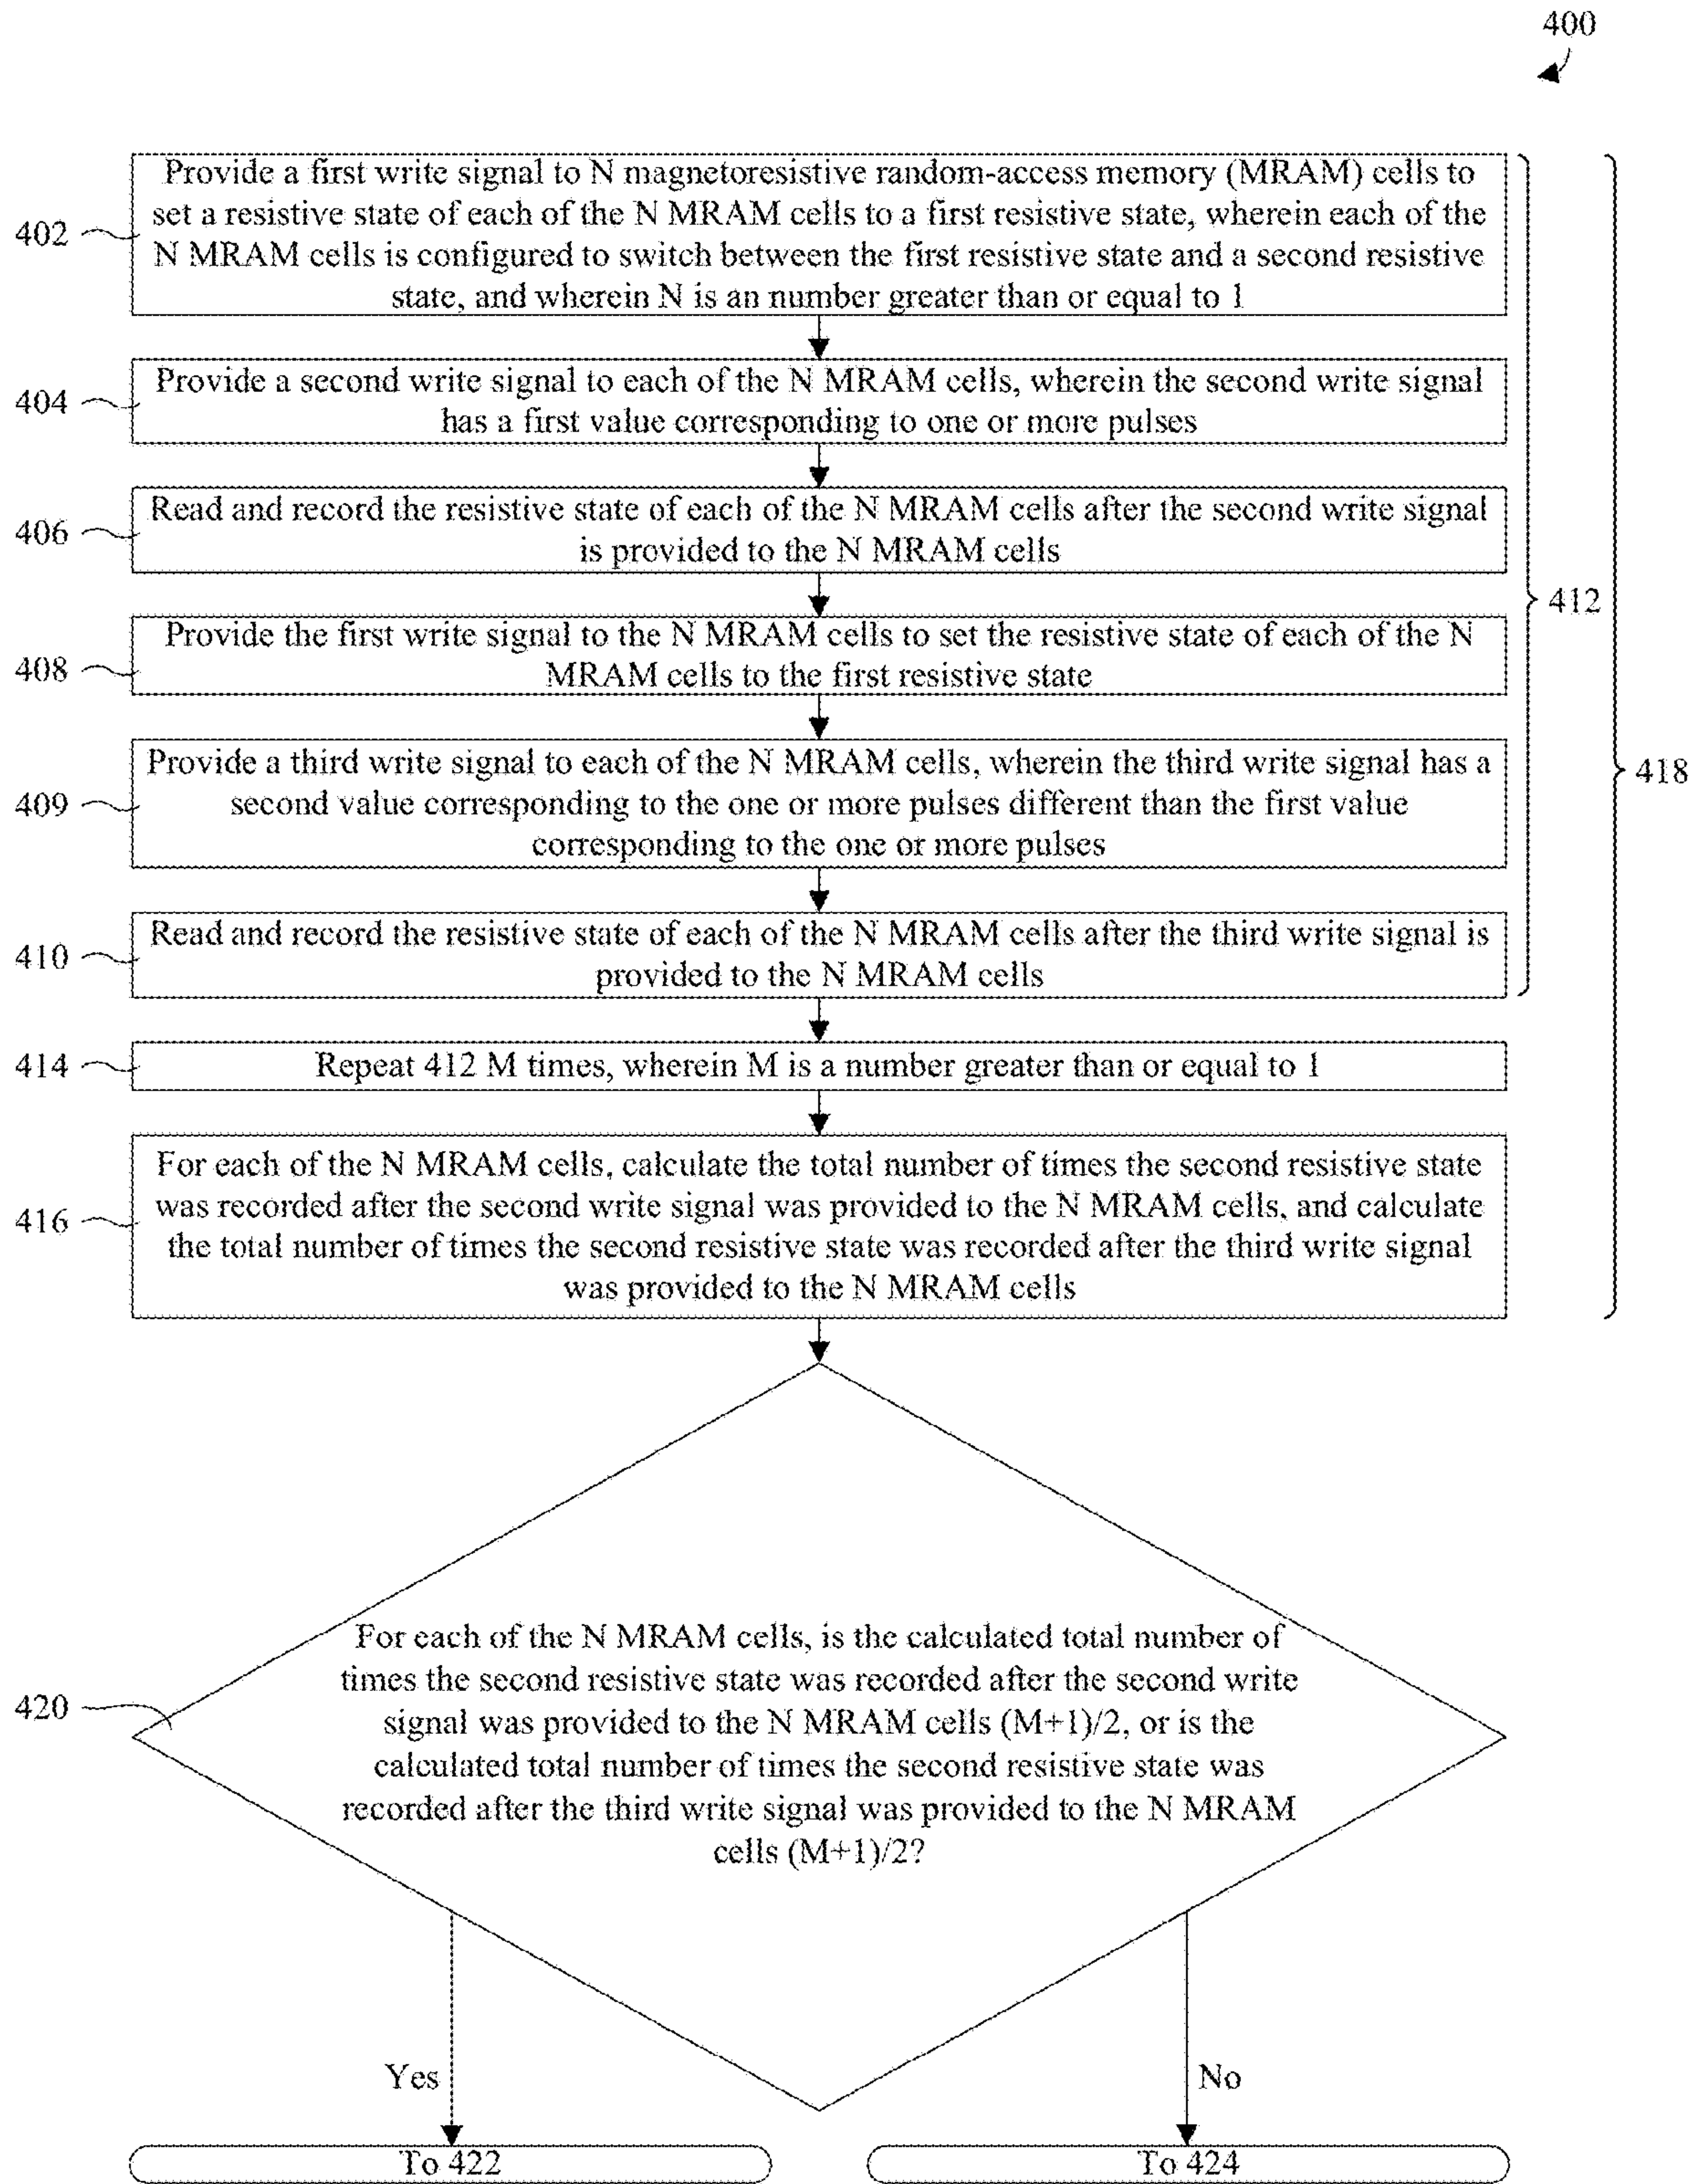 400
Provide a first write signal to N magnetoresistive random-access memory (MRAM) cells to
set a resistive state of each of the N MRAM cells to a first resistive state, wherein each of the
N MRAM cells is configured to switch between the first resistive state and a second resistive
state, and wherein N is an number greater than or equal to 1
402
Provide a second write signal to each of the N MRAM cells, wherein the second write signal
has a first value corresponding to one or more pulses
404
Read and record the resistive state of each of the N MRAM cells after the second write signal
is provided to the N MRAM cells
406
412
Provide the first write signal to the N MRAM cells to set the resistive state of each of the N
MRAM cells to the first resistive state
408
Provide a third write signal to each of the N MRAM cells, wherein the third write signal has a
second value corresponding to the one or more pulses different than the first value
corresponding to the one or more pulses
409
418
Read and record the resistive state of each of the N MRAM cells after the third write signal is
provided to the N MRAM cells
410
Repeat 412 M times, wherein M is a number greater than or equal to 1
414
For each of the N MRAM cells, calculate the total number of times the second resistive state
was recorded after the second write signal was provided to the N MRAM cells, and calculate
the total number of times the second resistive state was recorded after the third write signal
was provided to the N MRAM cells
416
For each of the N MRAM cells, is the calculated total number of
times the second resistive state was recorded after the second write
signal was provided to the N MRAM cells (M+1)/2, or is the
calculated total number of times the second resistive state was
recorded after the third write signal was provided to the N MRAM
cells (M+1)/2?
420
Yes
No
To 422
To 424